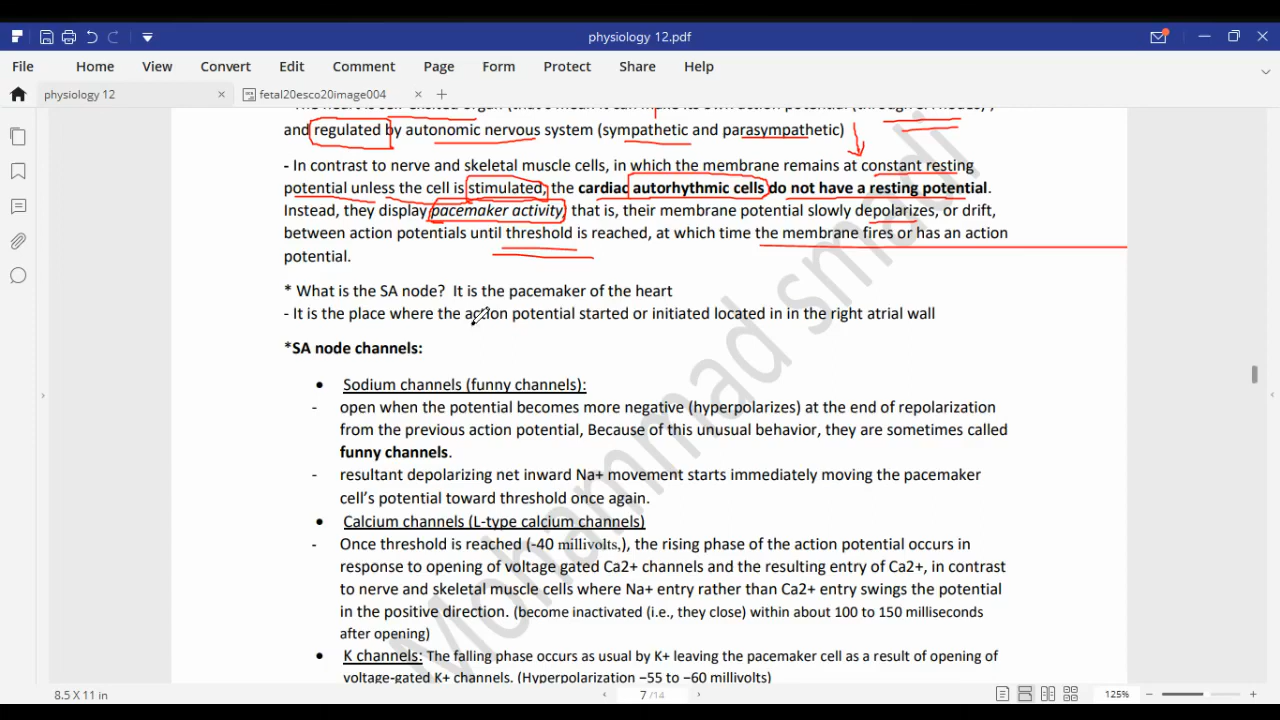 physiology 12.pdf
File Home View Convert Edit Comment Page Form Protect Share Help
physiology 12 fetal20esco20image004
and regulated by autonomic nervous system (sympathetic and parasympathetic)
- In contrast to nerve and skeletal muscle cells, in which the membrane remains at constant resting
potential unless the cell is stimulated, the cardiac autorhythmic cells do not have a resting potential.
Instead, they display pacemaker activity, that is, their membrane potential slowly depolarizes, or drift,
between action potentials until threshold is reached, at which time the membrane fires or has an action
potential.
* What is the SA node? It is the pacemaker of the heart
- It is the place where the action potential started or initiated located in in the right atrial wall
*SA node channels:
• Sodium channels (funny channels):
- open when the potential becomes more negative (hyperpolarizes) at the end of repolarization
from the previous action potential, Because of this unusual behavior, they are sometimes called
funny channels.
- resultant depolarizing net inward Na+ movement starts immediately moving the pacemaker
cell's potential toward threshold once again.
• Calcium channels (L-type calcium channels)
- Once threshold is reached (-40 millivolts,), the rising phase of the action potential occurs in
response to opening of voltage gated Ca2+ channels and the resulting entry of Ca2+, in contrast
to nerve and skeletal muscle cells where Na+ entry rather than Ca2+ entry swings the potential
in the positive direction. (become inactivated (i.e., they close) within about 100 to 150 milliseconds
after opening)
• K channels: The falling phase occurs as usual by K+ leaving the pacemaker cell as a result of opening of
voltage-gated K+ channels. (Hyperpolarization −55 to −60 millivolts)
Mohammad smadi
8.5 X 11 in 7 /14 125%